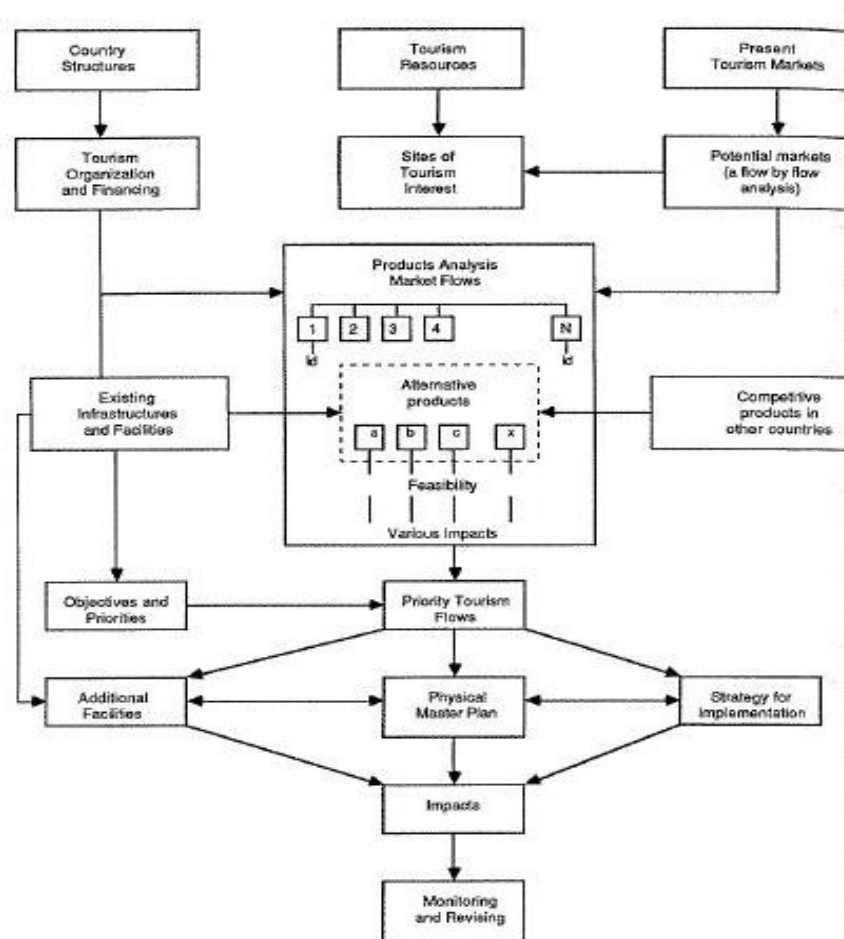 Country
Structures
Tourism
Resources
Present
Tourism Markets
Tourism
Organization
and Financing
Sites of
Tourism
Interest
Potential markets
(a flow by flow
analysis)
Products Analysis
Market Flows
1 2 3 4 N
Id Id
Existing
Infrastructures
and Facilities
Alternative
products
a b c x
Competitive
products in
other countries
Feasibility
Various Impacts
Objectives and
Priorities
Priority Tourism
Flows
Additional
Facilities
Physical
Master Plan
Strategy for
Implementation
Impacts
Monitoring
and Revising